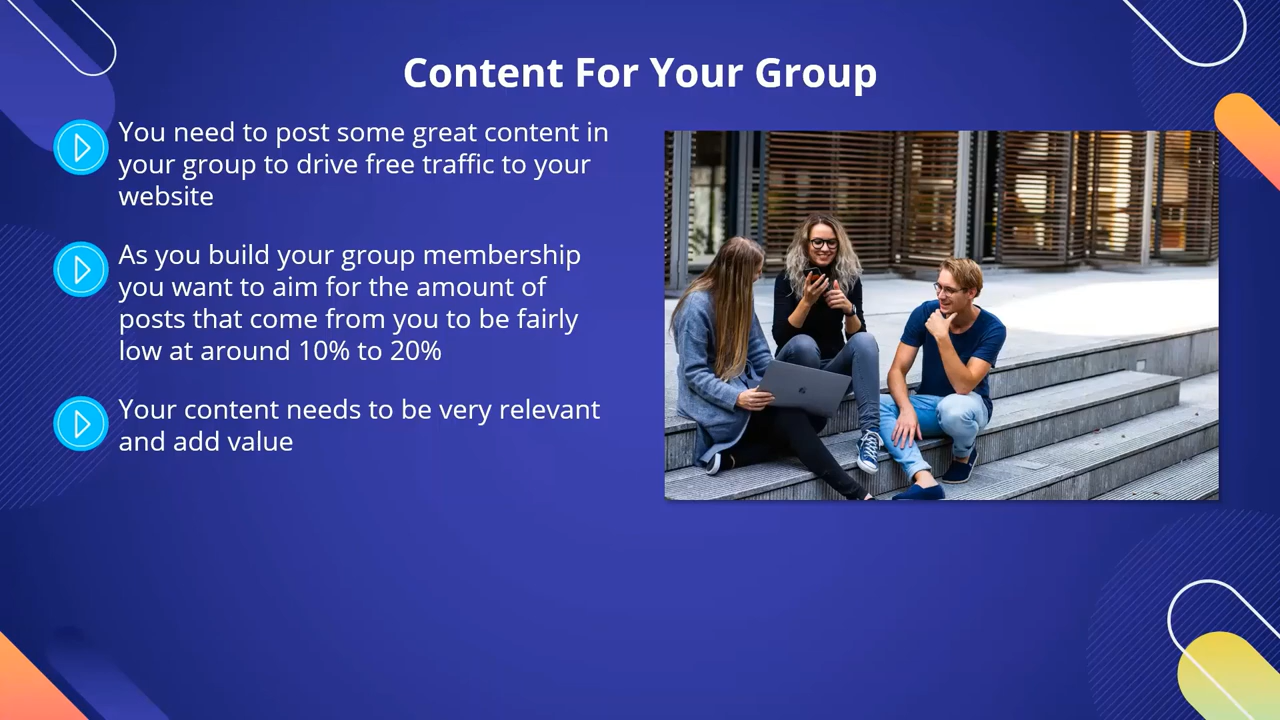 Content For Your Group
You need to post some great content in
your group to drive free traffic to your
website
As you build your group membership
you want to aim for the amount of
posts that come from you to be fairly
low at around 10% to 20%
Your content needs to be very relevant
and add value